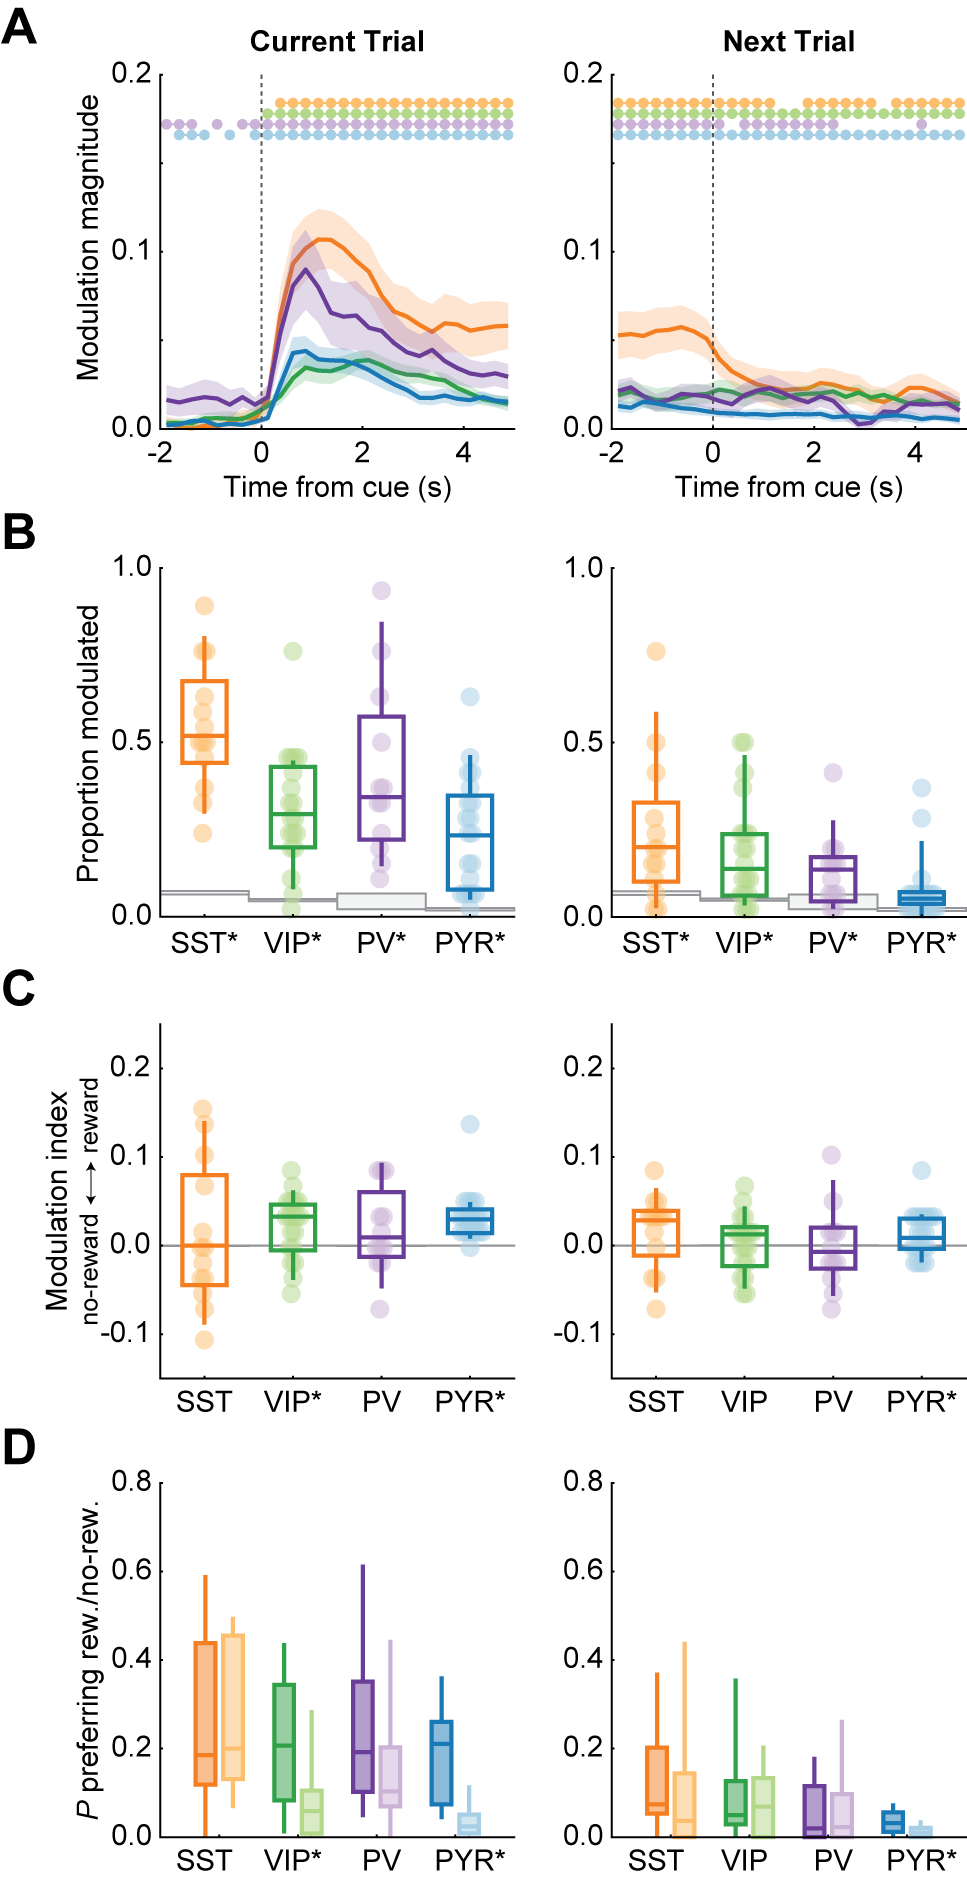 A
Current Trial
Next Trial
Modulation magnitude
0.2
0.1
0.0
-2 0 2 4
Time from cue (s)
0.2
0.1
0.0
-2 0 2 4
Time from cue (s)
B
Proportion modulated
1.0
0.5
0.0
SST* VIP* PV* PYR*
1.0
0.5
0.0
SST* VIP* PV* PYR*
C
Modulation index
no-reward ←→ reward
0.2
0.1
0.0
-0.1
SST VIP* PV PYR*
0.2
0.1
0.0
-0.1
SST VIP PV PYR*
D
P preferring rew./no-rew.
0.8
0.6
0.4
0.2
0.0
SST VIP* PV PYR*
0.8
0.6
0.4
0.2
0.0
SST VIP PV PYR*